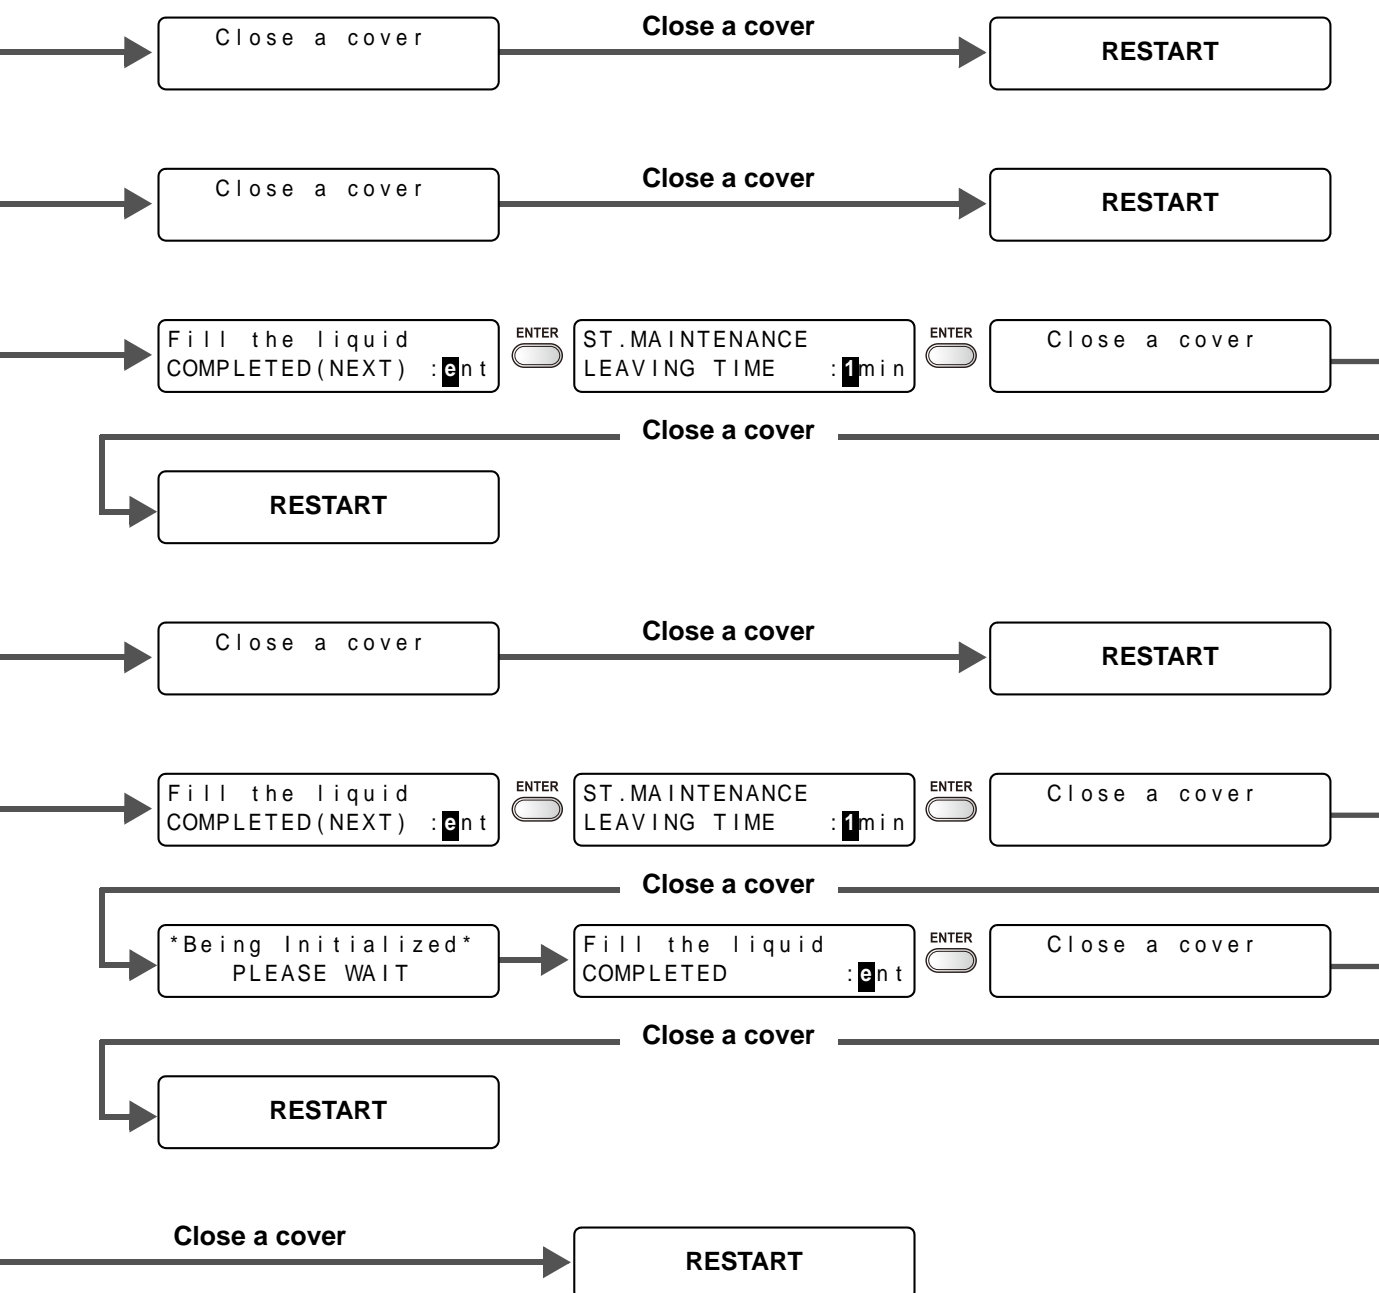 Close a cover
Close a cover
RESTART
Close a cover
Close a cover
RESTART
Fill the liquid
COMPLETED(NEXT) :ent
ENTER
ST.MAINTENANCE
LEAVING TIME :1min
ENTER
Close a cover
Close a cover
RESTART
Close a cover
Close a cover
RESTART
Fill the liquid
COMPLETED(NEXT) :ent
ENTER
ST.MAINTENANCE
LEAVING TIME :1min
ENTER
Close a cover
Close a cover
*Being Initialized*
PLEASE WAIT
Fill the liquid
COMPLETED :ent
ENTER
Close a cover
Close a cover
RESTART
Close a cover
RESTART